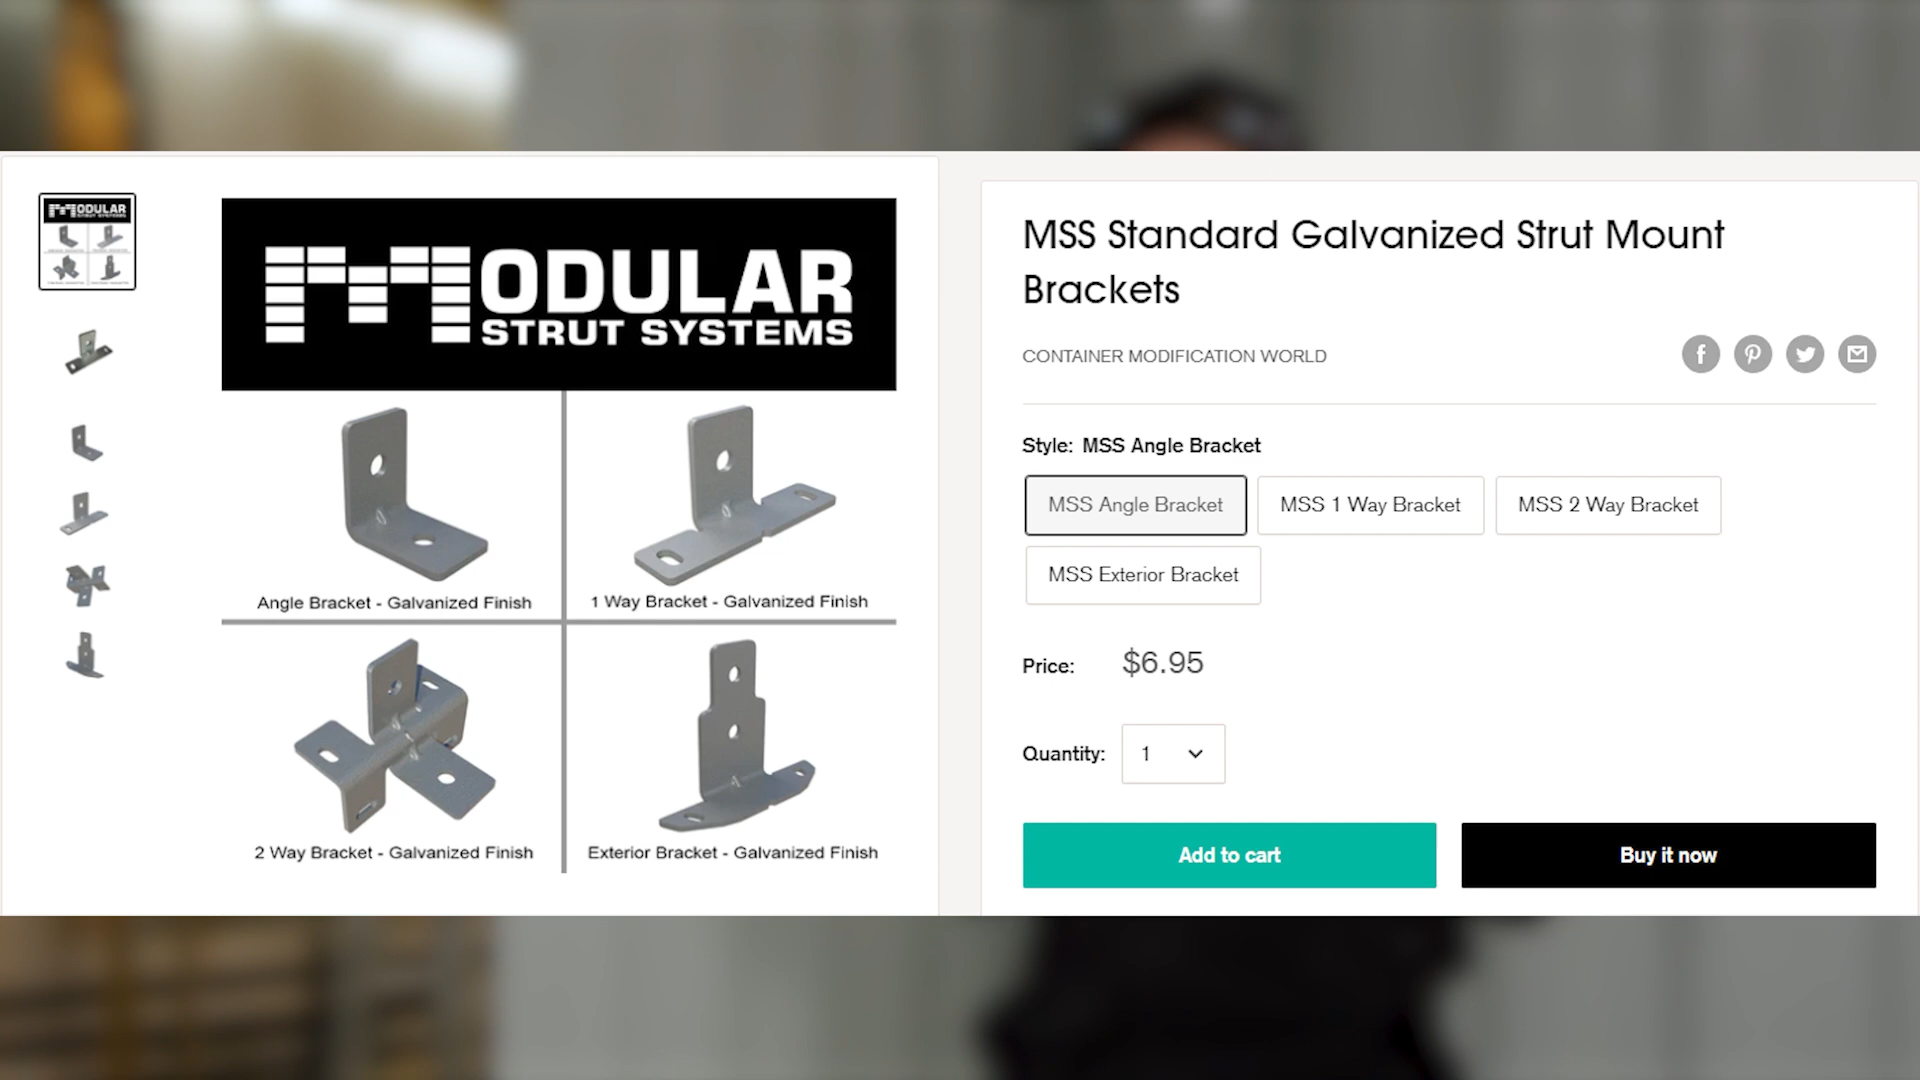 MODULAR
STRUT SYSTEMS
MODULAR
STRUT SYSTEMS
Angle Bracket - Galvanized Finish
1 Way Bracket - Galvanized Finish
2 Way Bracket - Galvanized Finish
Exterior Bracket - Galvanized Finish
MSS Standard Galvanized Strut Mount
Brackets
CONTAINER MODIFICATION WORLD
Style: MSS Angle Bracket
MSS Angle Bracket
MSS 1 Way Bracket
MSS 2 Way Bracket
MSS Exterior Bracket
Price: $6.95
Quantity: 1
Add to cart
Buy it now